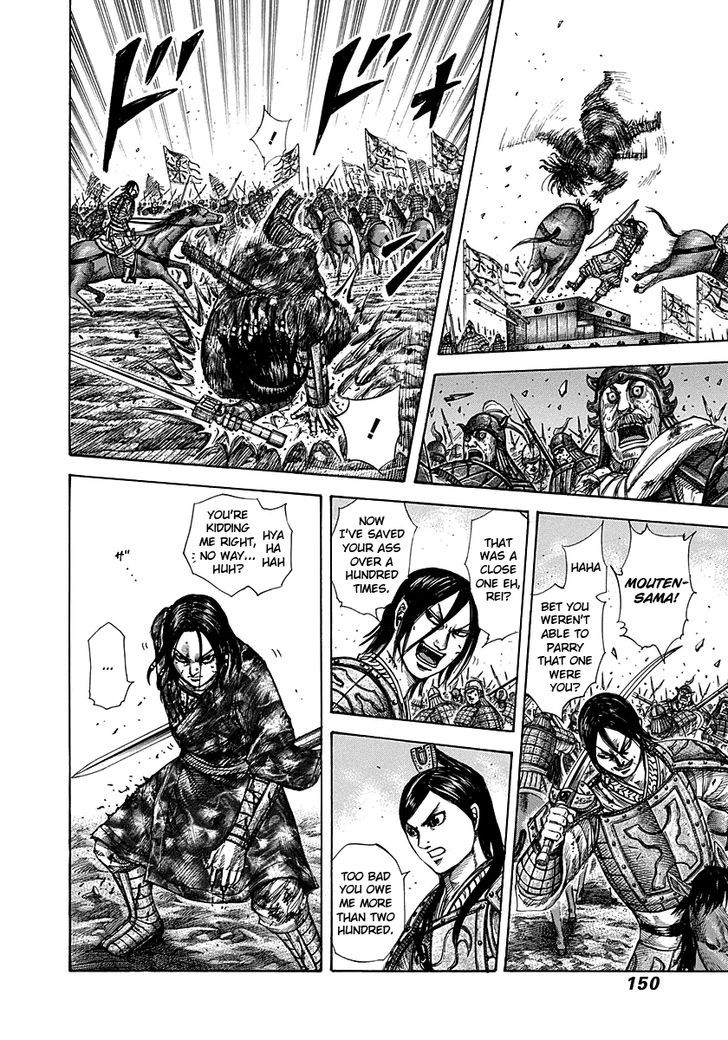 ド
ド
ォ
ッ
!
!
MOUTEN-
SAMA!
HAHA
BET YOU
WEREN'T
ABLE TO
PARRY
THAT ONE
WERE
YOU?
THAT
WAS A
CLOSE
ONE EH,
REI?
NOW
I'VE SAVED
YOUR ASS
OVER A
HUNDRED
TIMES.
TOO BAD
YOU OWE
ME MORE
THAN TWO
HUNDRED.
HYA
HA
HAH
YOU'RE
KIDDING
ME RIGHT,
NO WAY...
HUH?
...
ザ
...
150